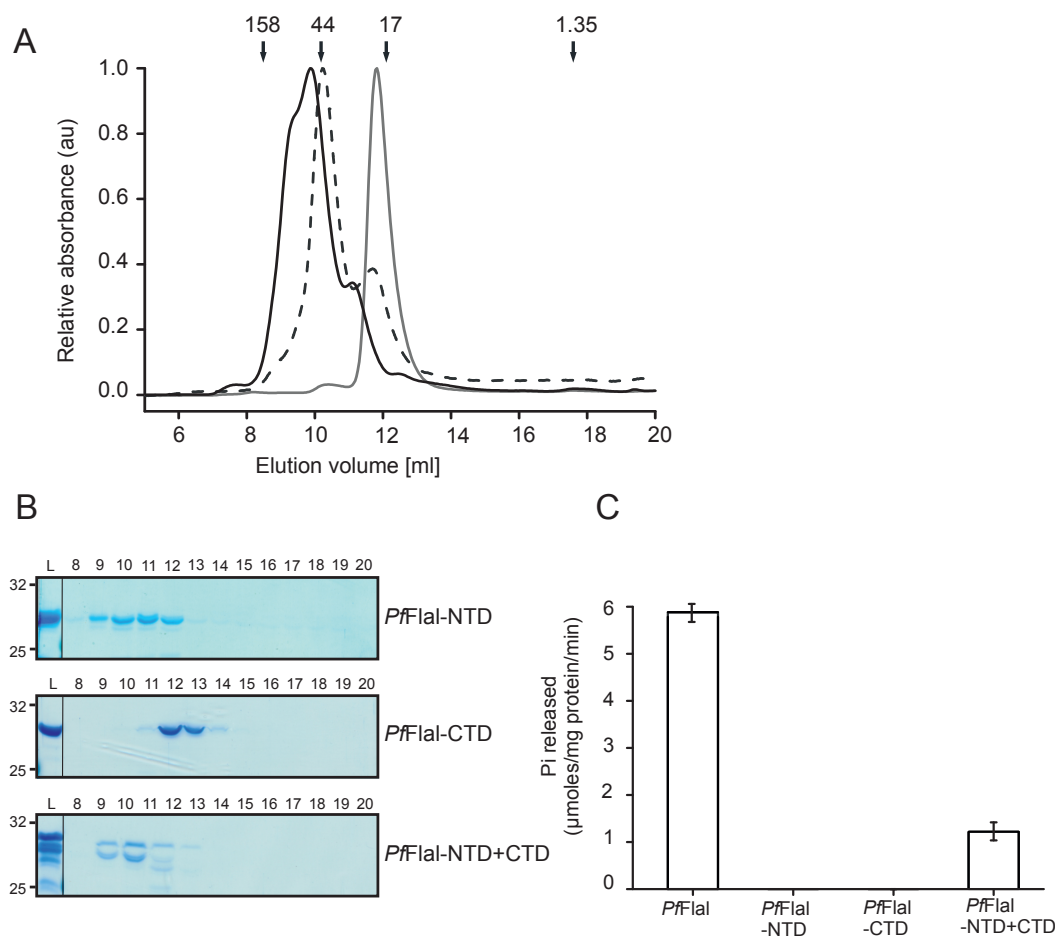 A
158 44 17 1.35
1.0
0.8
0.6
0.4
0.2
0.0
Relative absorbance (au)
6 8 10 12 14 16 18 20
Elution volume [ml]
B
L 8 9 10 11 12 13 14 15 16 17 18 19 20
32
25
PfFlaI-NTD
L 8 9 10 11 12 13 14 15 16 17 18 19 20
32
25
PfFlaI-CTD
L 8 9 10 11 12 13 14 15 16 17 18 19 20
32
25
PfFlaI-NTD+CTD
C
Pi released
(µmoles/mg protein/min)
6
5
4
3
2
1
0
PfFlaI
PfFlaI
-NTD
PfFlaI
-CTD
PfFlaI
-NTD+CTD